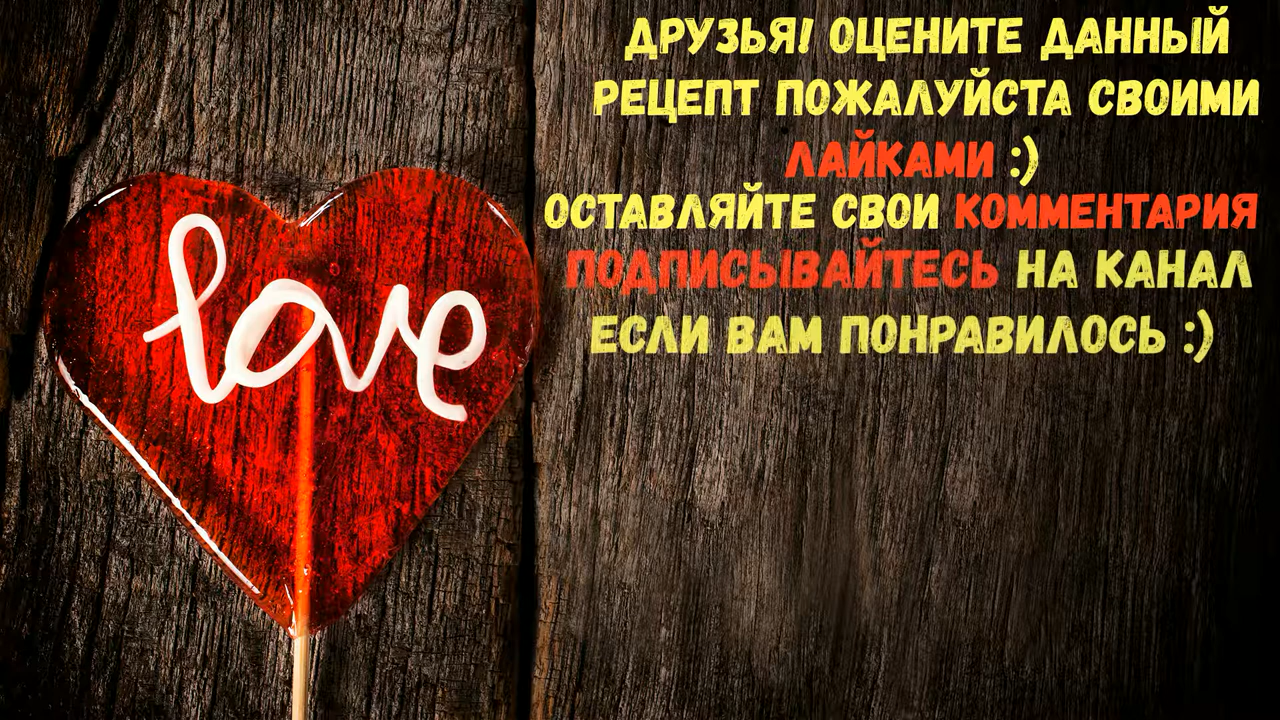 love
ДРУЗЬЯ! ОЦЕНИТЕ ДАННЫЙ
РЕЦЕПТ ПОЖАЛУЙСТА СВОИМИ
ЛАЙКАМИ :)
ОСТАВЛЯЙТЕ СВОИ КОММЕНТАРИЯ
ПОДПИСЫВАЙТЕСЬ НА КАНАЛ
ЕСЛИ ВАМ ПОНРАВИЛОСЬ :)